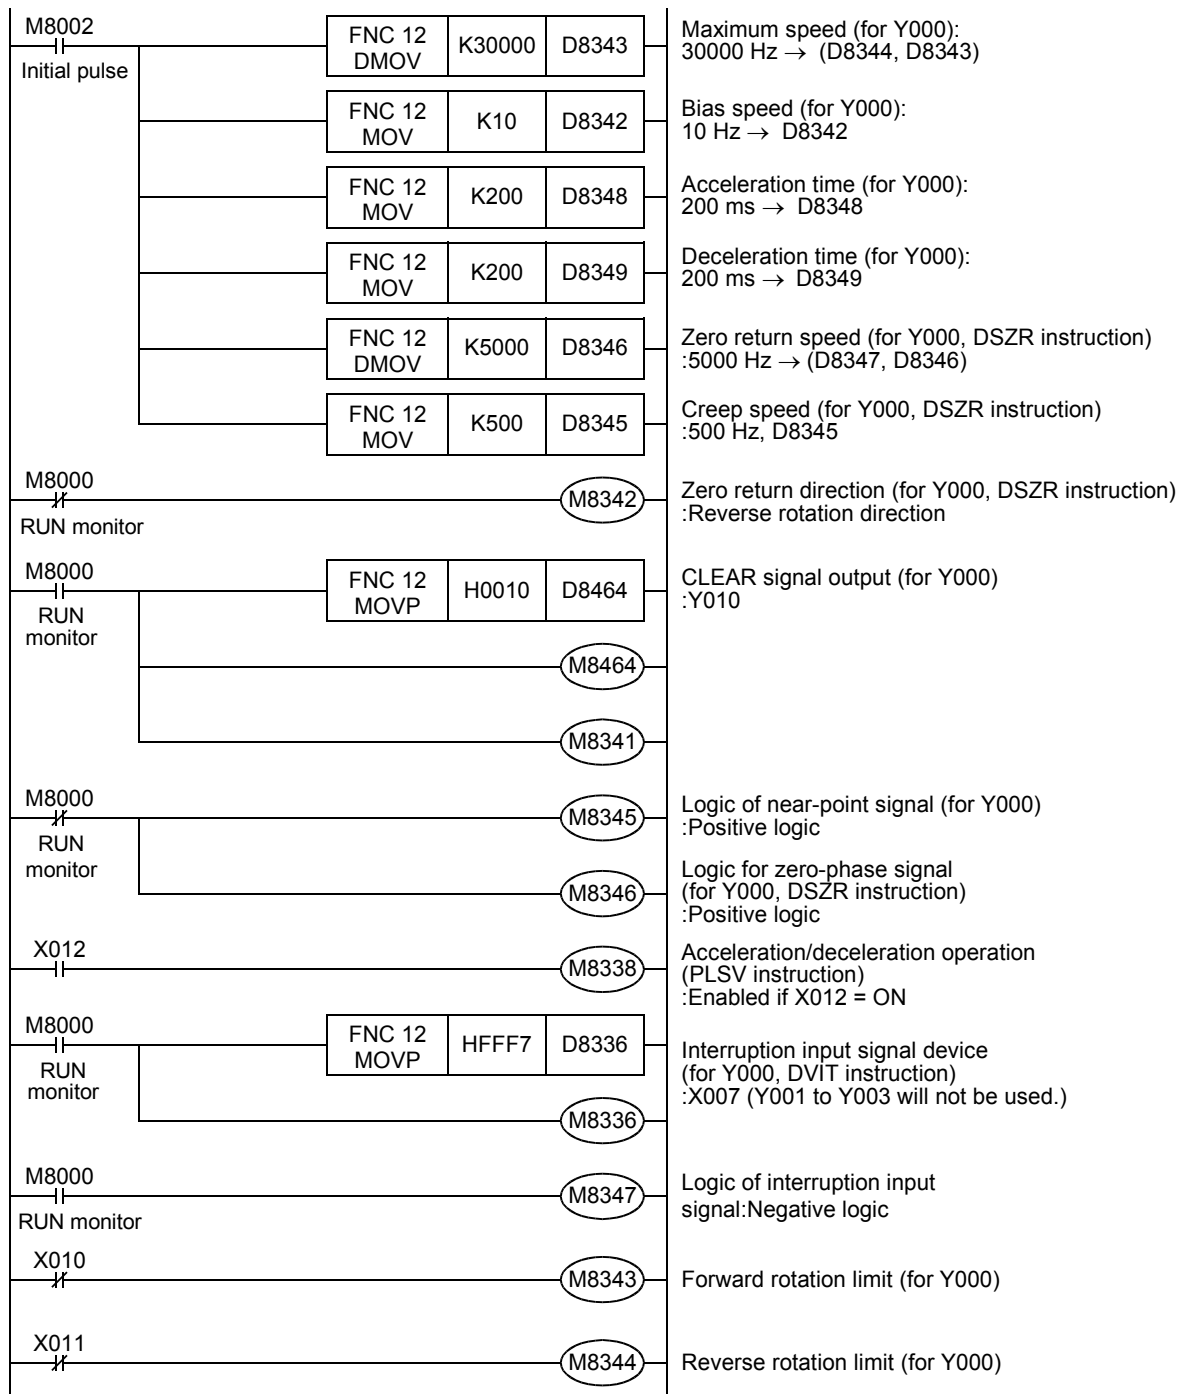 M8002
Initial pulse
FNC 12
DMOV
K30000
D8343
Maximum speed (for Y000):
30000 Hz → (D8344, D8343)
FNC 12
MOV
K10
D8342
Bias speed (for Y000):
10 Hz → D8342
FNC 12
MOV
K200
D8348
Acceleration time (for Y000):
200 ms → D8348
FNC 12
MOV
K200
D8349
Deceleration time (for Y000):
200 ms → D8349
FNC 12
DMOV
K5000
D8346
Zero return speed (for Y000, DSZR instruction)
:5000 Hz → (D8347, D8346)
FNC 12
MOV
K500
D8345
Creep speed (for Y000, DSZR instruction)
:500 Hz, D8345
M8000
RUN monitor
M8342
Zero return direction (for Y000, DSZR instruction)
:Reverse rotation direction
M8000
RUN
monitor
FNC 12
MOVP
H0010
D8464
CLEAR signal output (for Y000)
:Y010
M8464
M8341
M8000
RUN
monitor
M8345
Logic of near-point signal (for Y000)
:Positive logic
M8346
Logic for zero-phase signal
(for Y000, DSZR instruction)
:Positive logic
X012
M8338
Acceleration/deceleration operation
(PLSV instruction)
:Enabled if X012 = ON
M8000
RUN
monitor
FNC 12
MOVP
HFFF7
D8336
Interruption input signal device
(for Y000, DVIT instruction)
:X007 (Y001 to Y003 will not be used.)
M8336
M8000
RUN monitor
M8347
Logic of interruption input
signal:Negative logic
X010
M8343
Forward rotation limit (for Y000)
X011
M8344
Reverse rotation limit (for Y000)